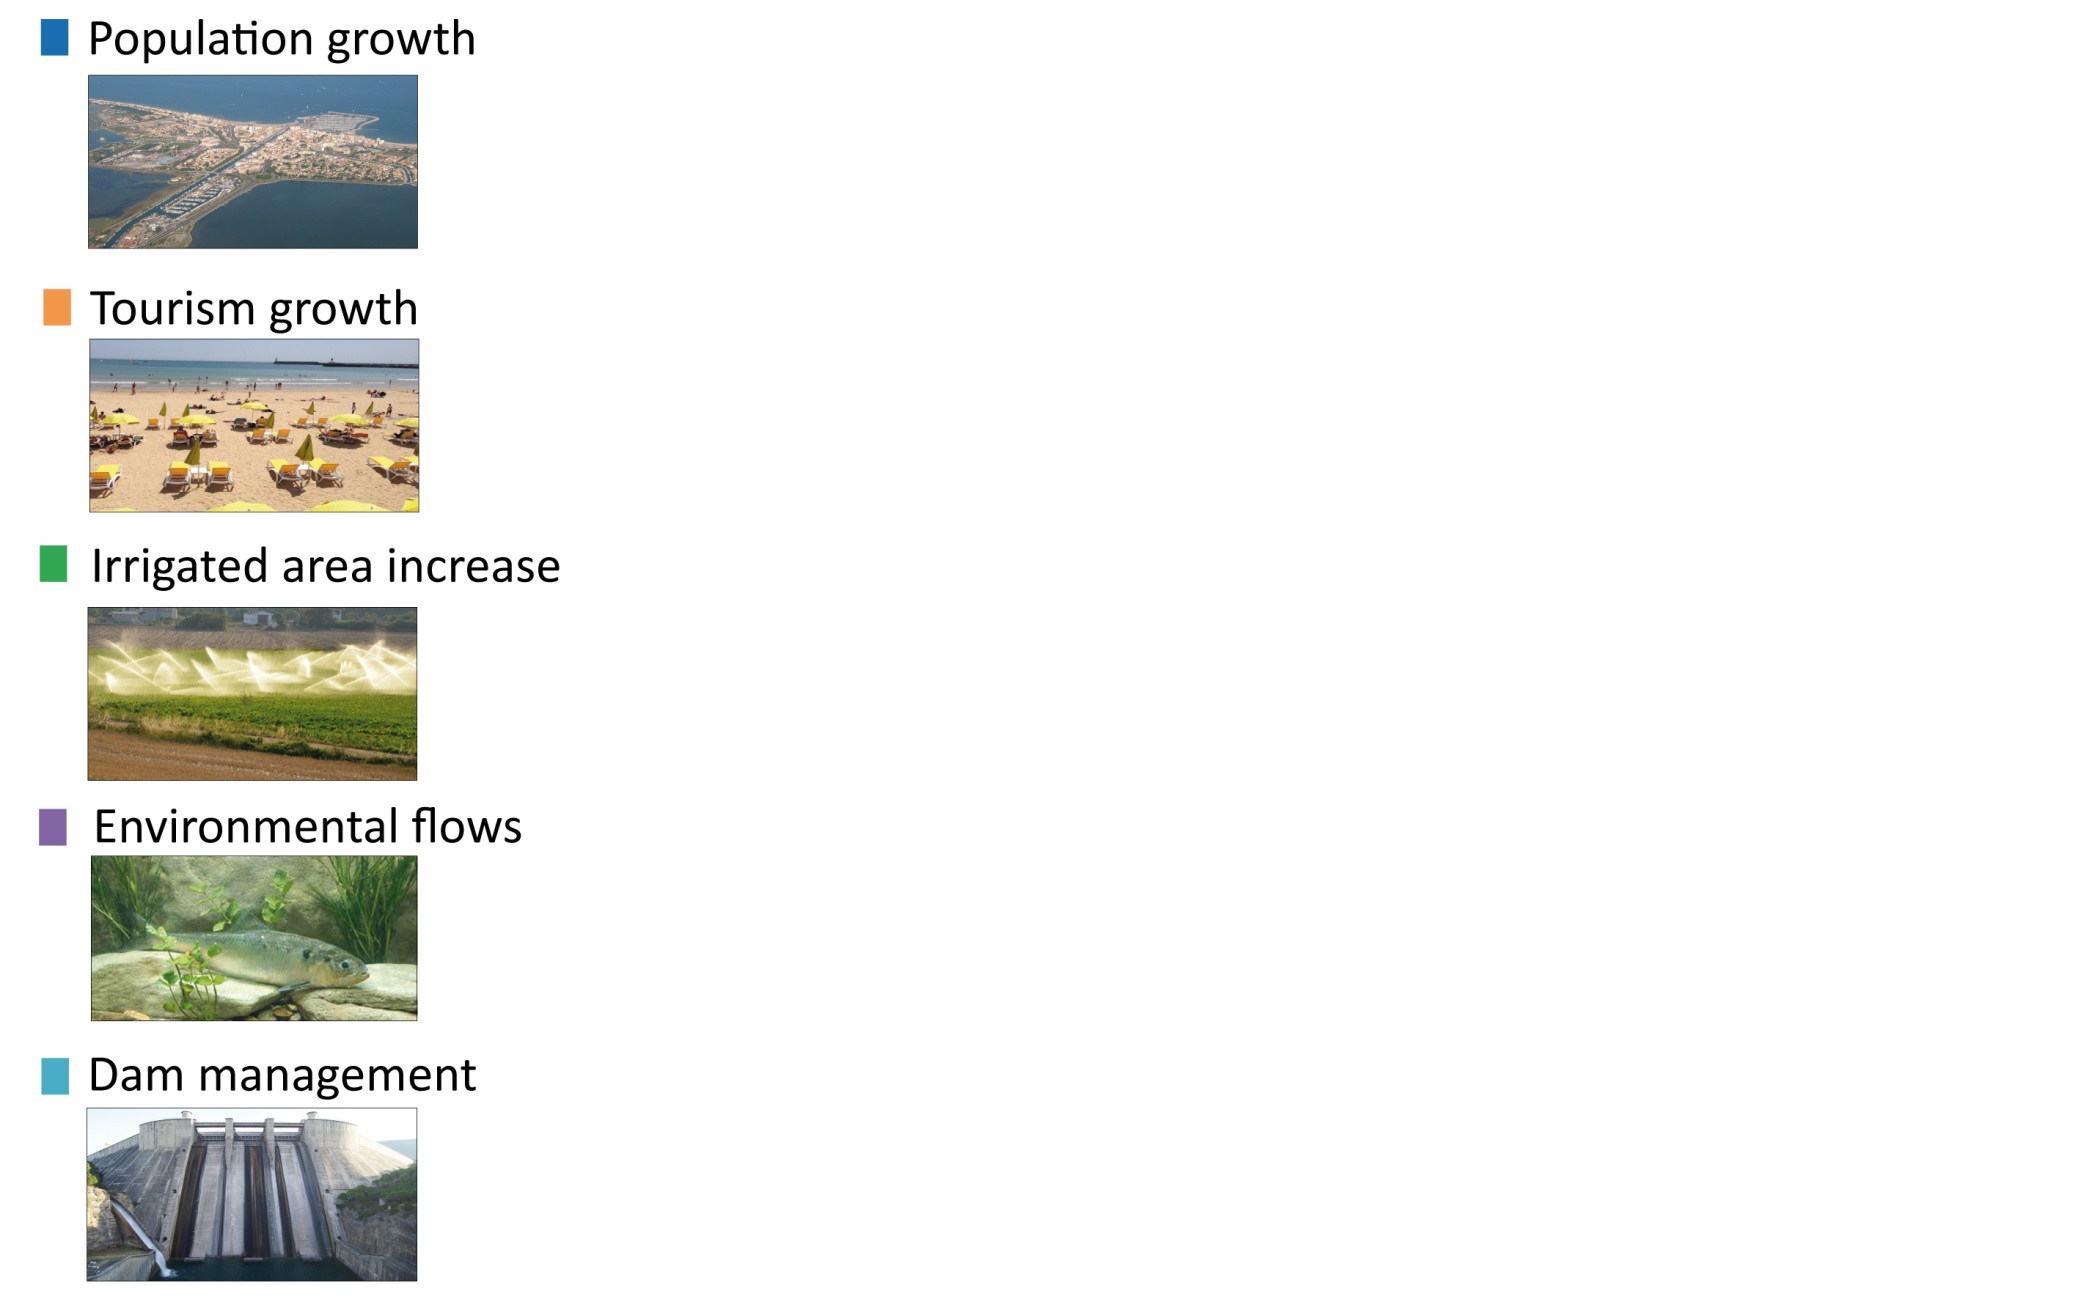 Population growth
Tourism growth
Irrigated area increase
Environmental flows
Dam management